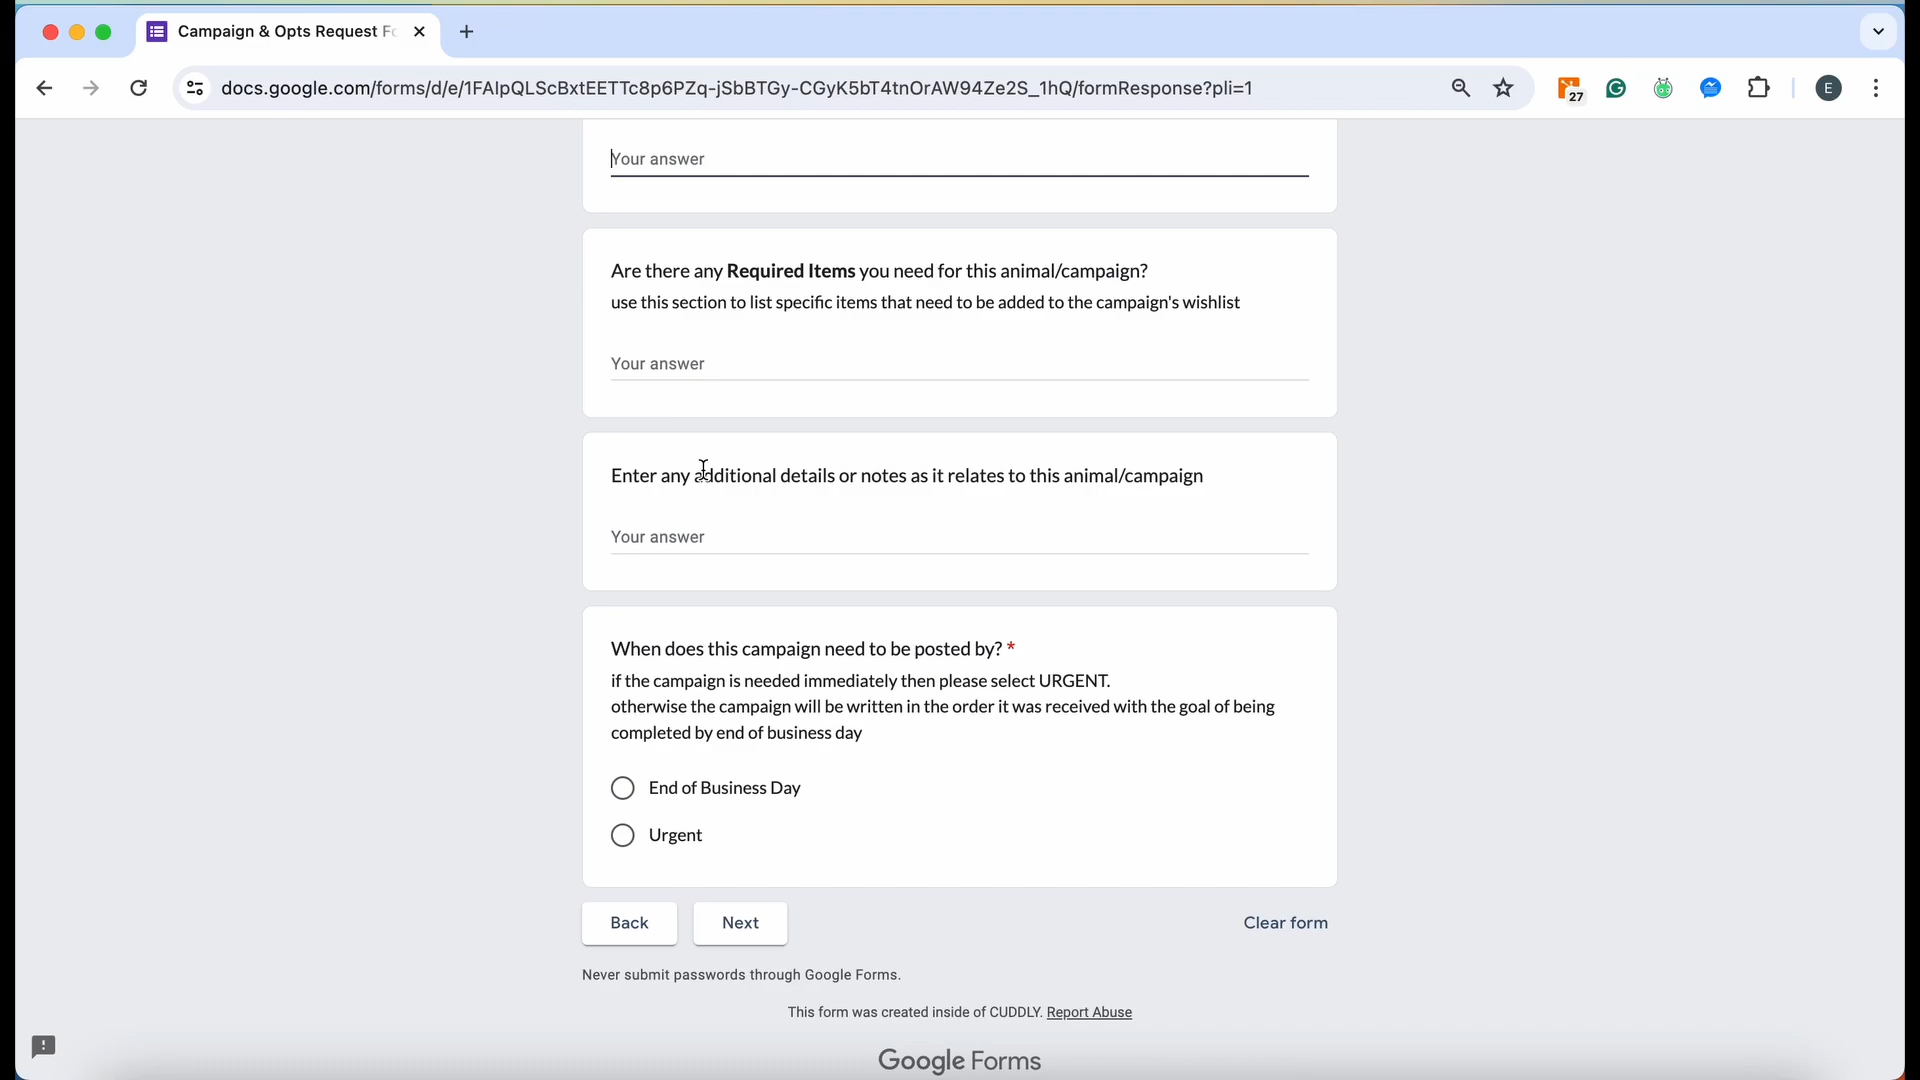 Campaign & Opts Request Fo
docs.google.com/forms/d/e/1FAIpQLScBxtEETTc8p6PZq-jSbBTGy-CGyK5bT4tnOrAW94Ze2S_1hQ/formResponse?pli=1
27
E
Your answer
Are there any Required Items you need for this animal/campaign?
use this section to list specific items that need to be added to the campaign's wishlist
Your answer
Enter any additional details or notes as it relates to this animal/campaign
Your answer
When does this campaign need to be posted by? *
if the campaign is needed immediately then please select URGENT.
otherwise the campaign will be written in the order it was received with the goal of being
completed by end of business day
End of Business Day
Urgent
Back
Next
Clear form
Never submit passwords through Google Forms.
This form was created inside of CUDDLY. Report Abuse
Google Forms